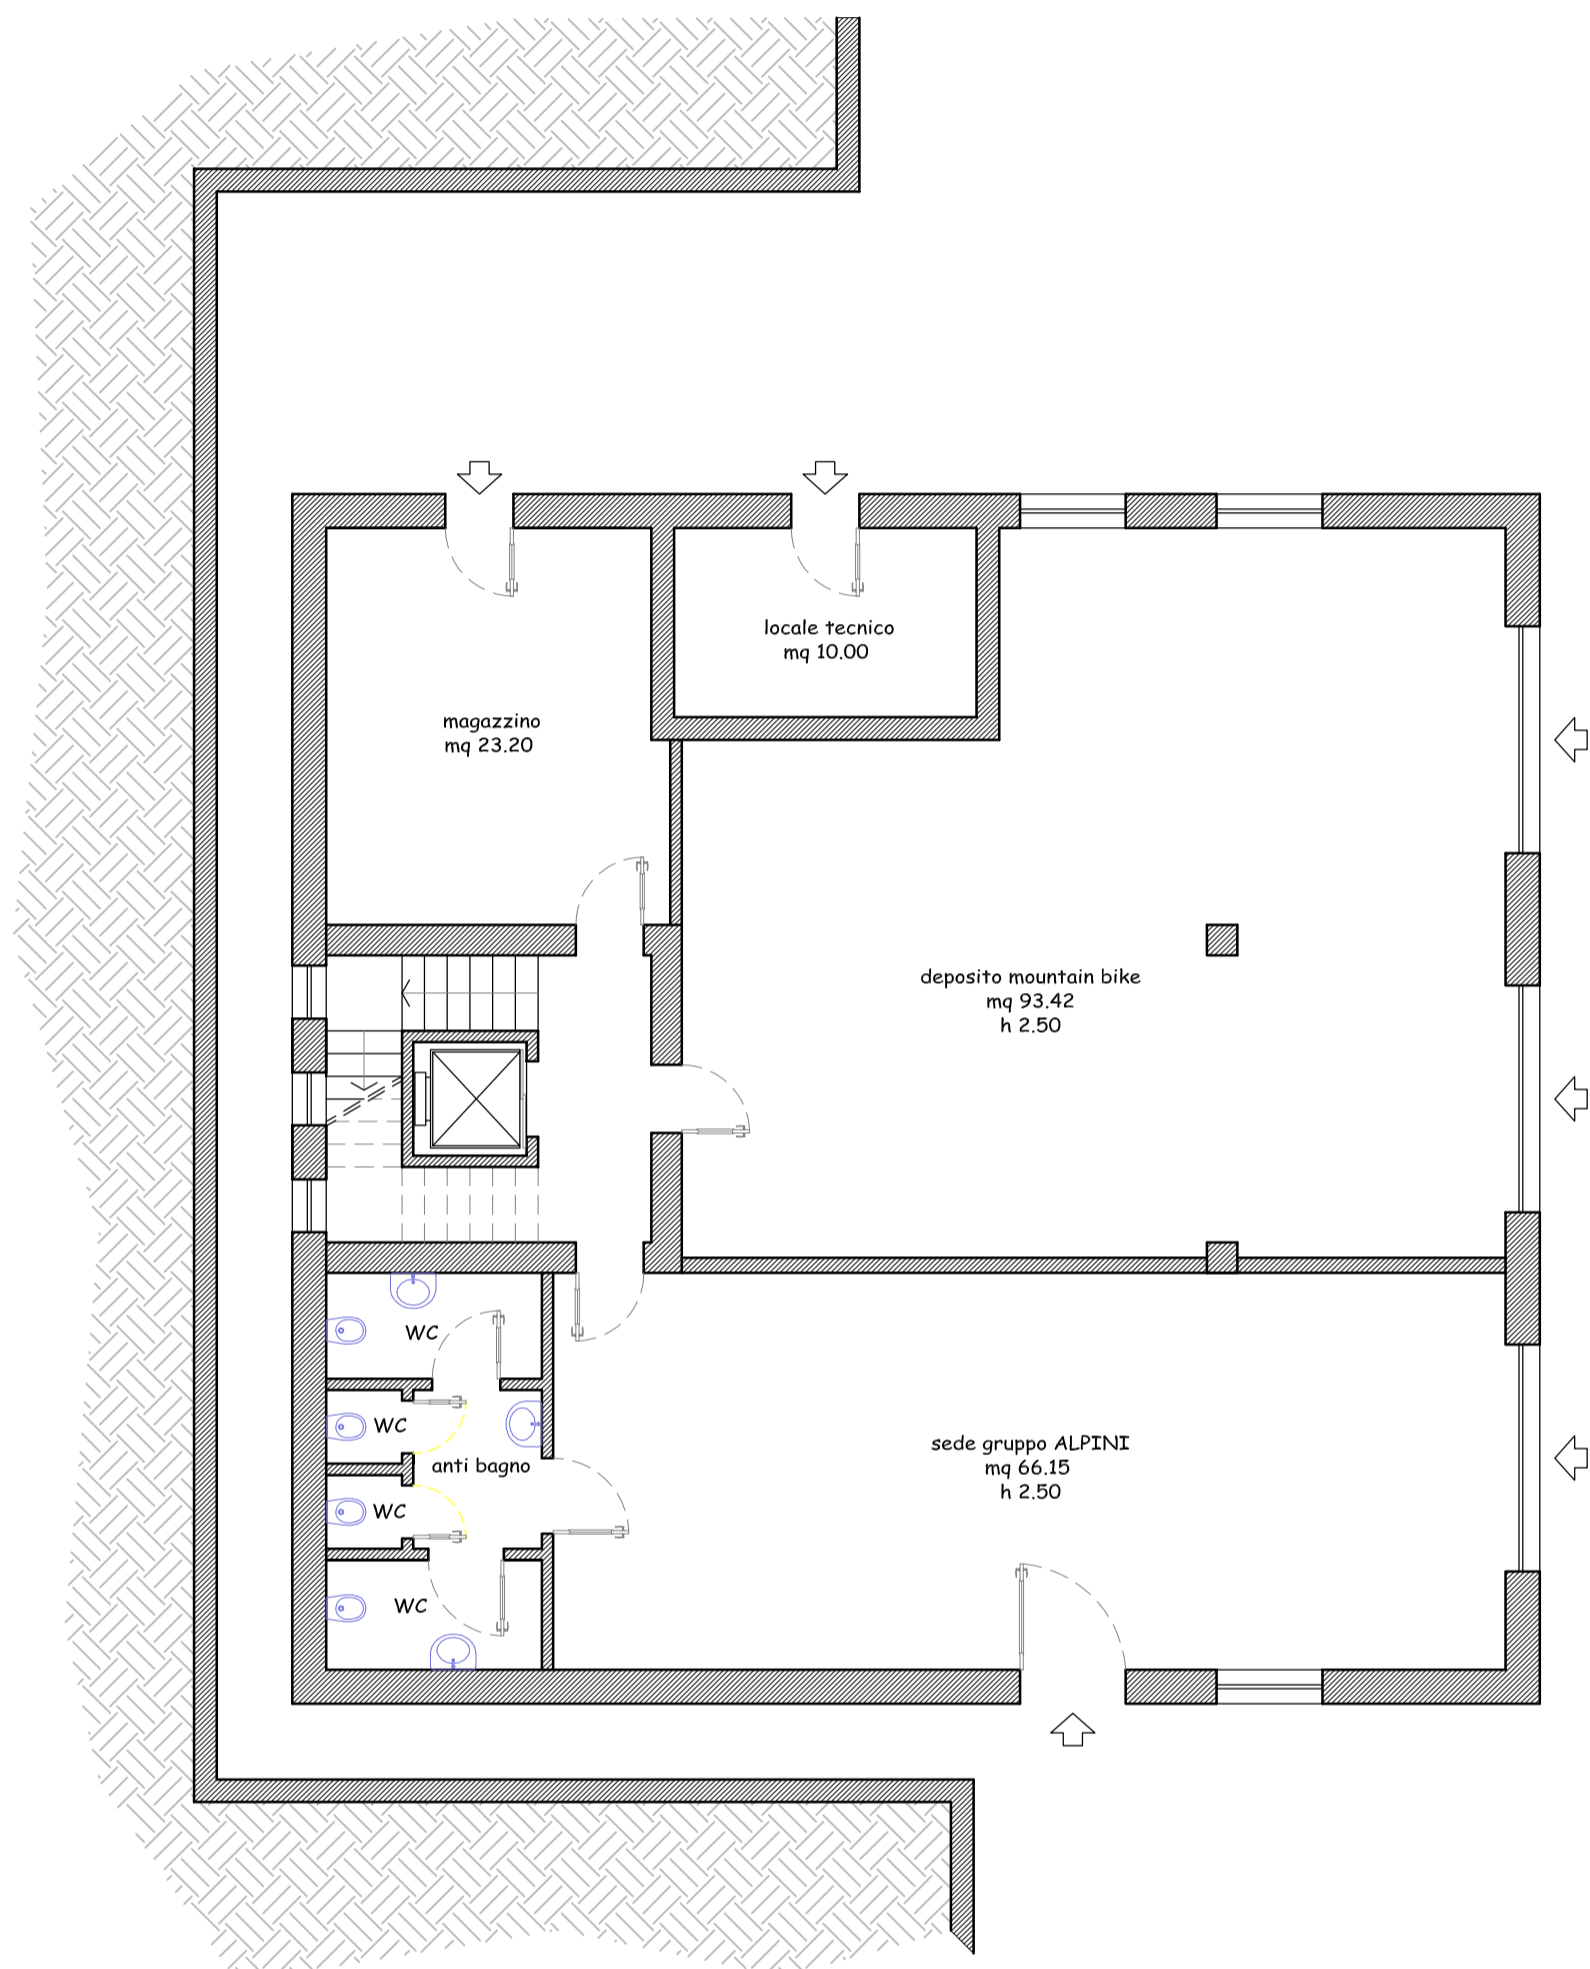 locale tecnico
mq 10.00
magazzino
mq 23.20
deposito mountain bike
mq 93.42
h 2.50
WC
WC
anti bagno
WC
WC
sede gruppo ALPINI
mq 66.15
h 2.50